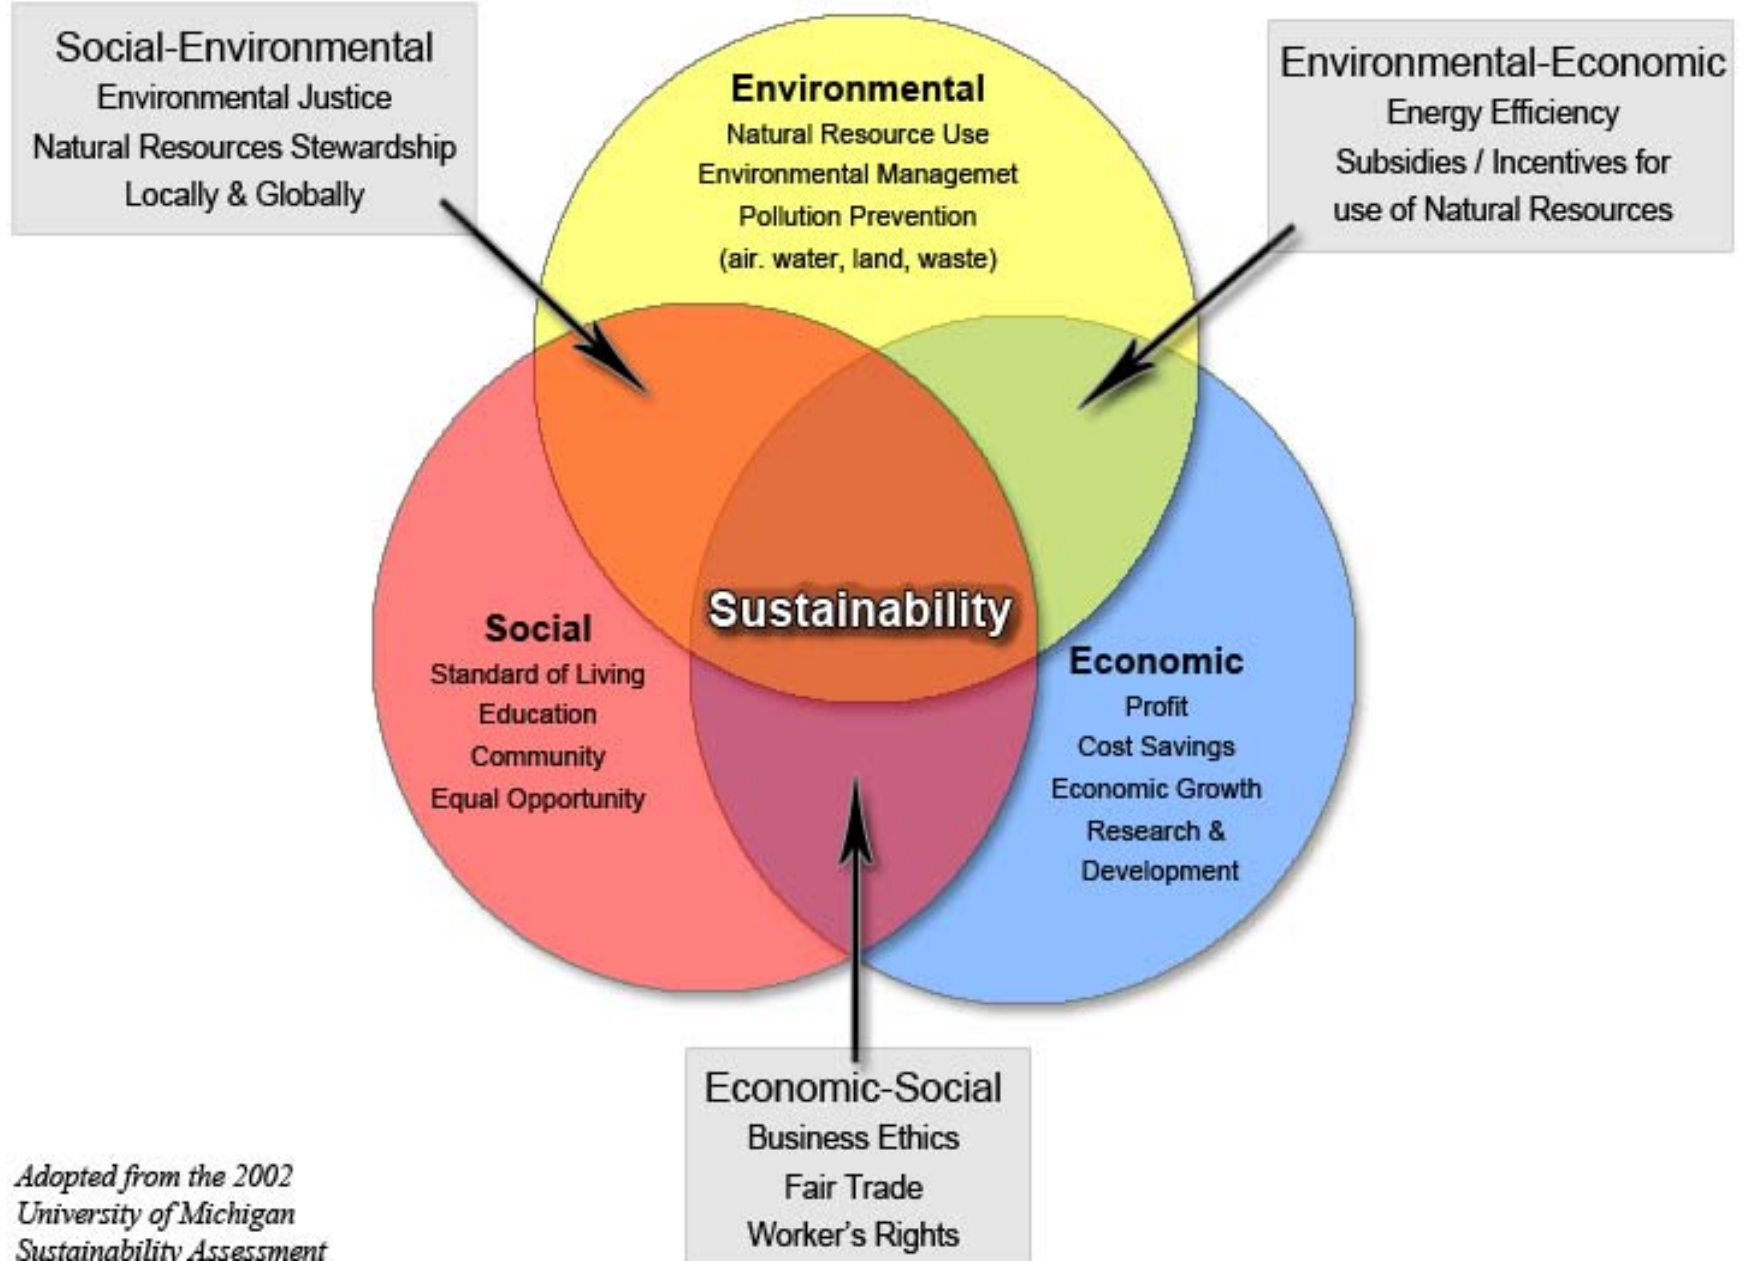 Social-Environmental
Environmental Justice
Natural Resources Stewardship
Locally & Globally
Environmental
Natural Resource Use
Environmental Managemet
Pollution Prevention
(air. water, land, waste)
Environmental-Economic
Energy Efficiency
Subsidies / Incentives for
use of Natural Resources
Sustainability
Social
Standard of Living
Education
Community
Equal Opportunity
Economic
Profit
Cost Savings
Economic Growth
Research &
Development
Economic-Social
Business Ethics
Fair Trade
Worker's Rights
Adopted from the 2002
University of Michigan
Sustainability Assessment